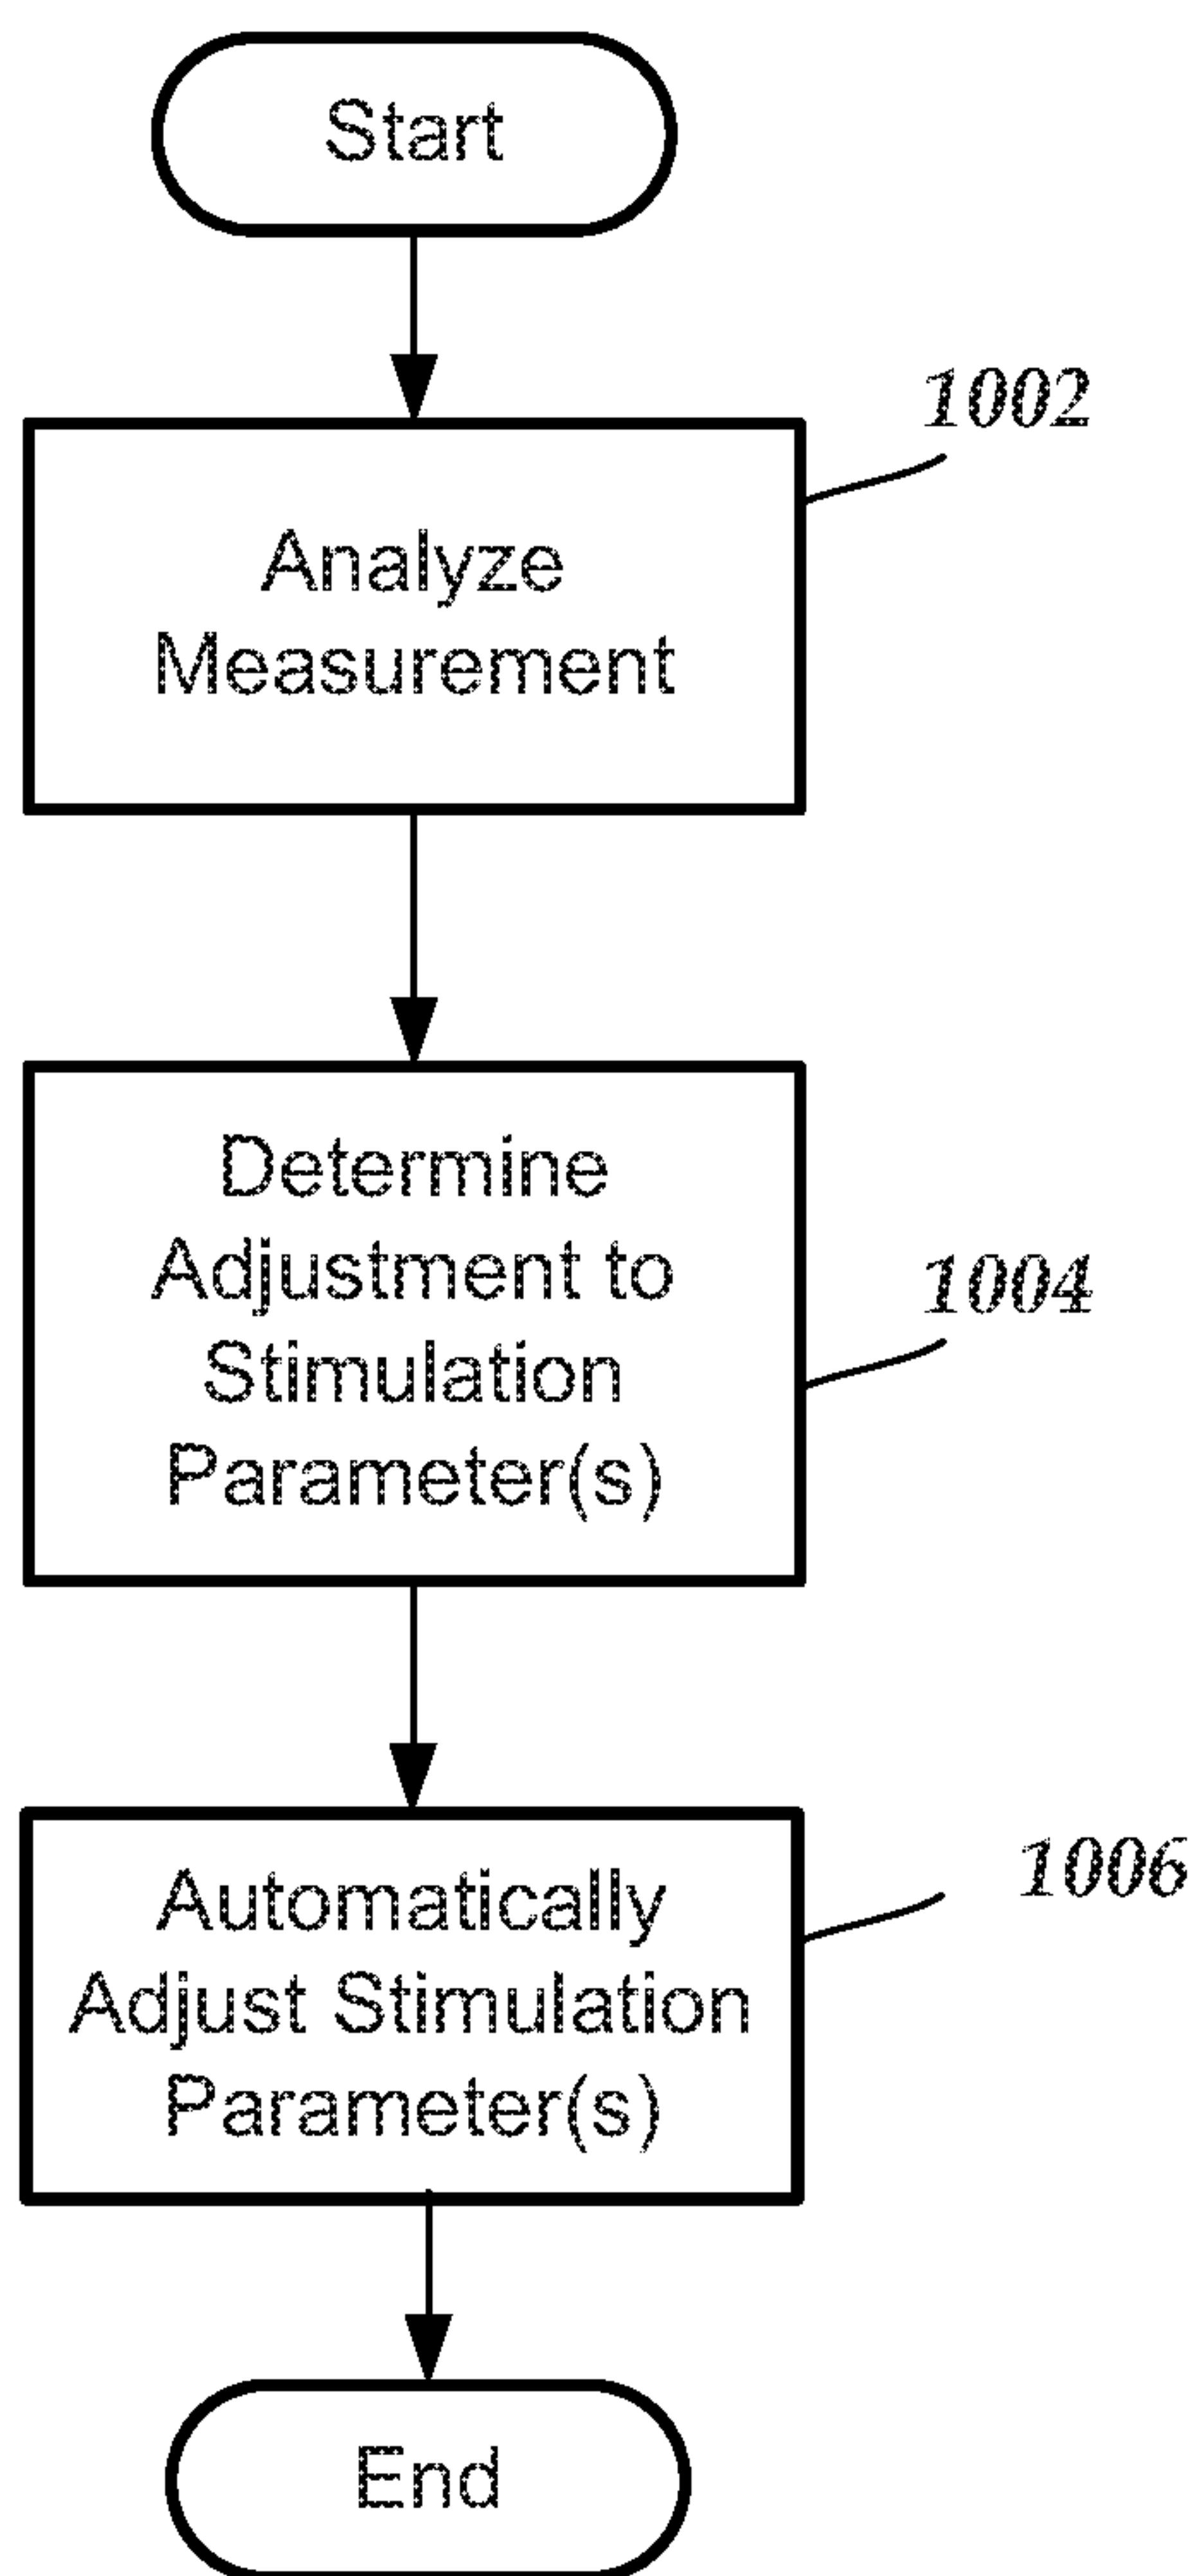 Start
1002
Analyze
Measurement
Determine
Adjustment to
Stimulation
Parameter(s)
1004
Automatically
Adjust Stimulation
Parameter(s)
1006
End